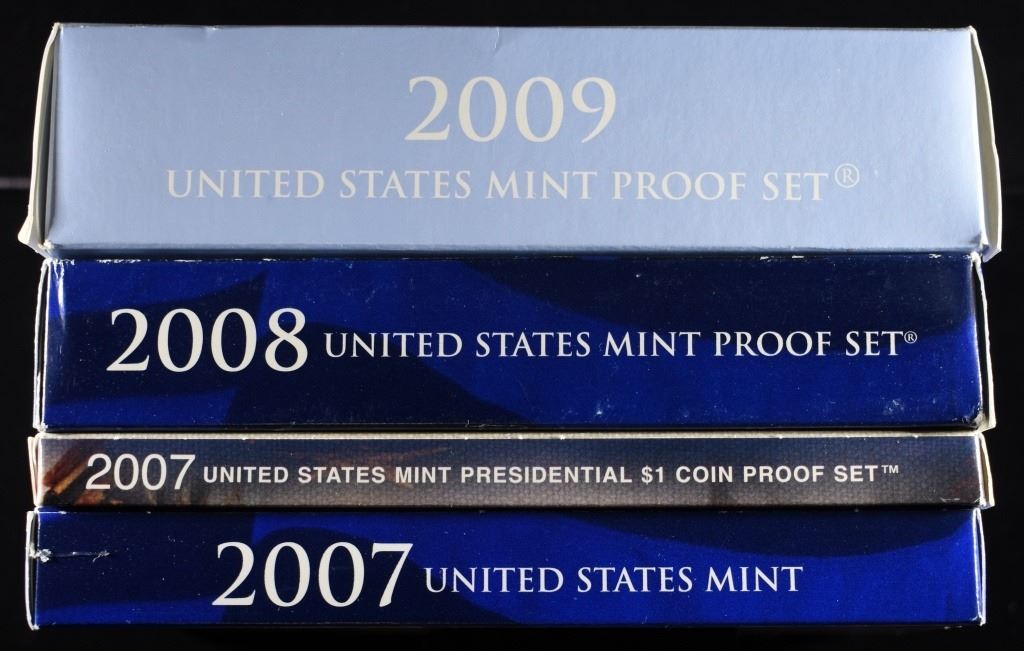 2009
UNITED STATES MINT PROOF SET®
2008 UNITED STATES MINT PROOF SET®
2007 UNITED STATES MINT PRESIDENTIAL $1 COIN PROOF SET™
2007 UNITED STATES MINT